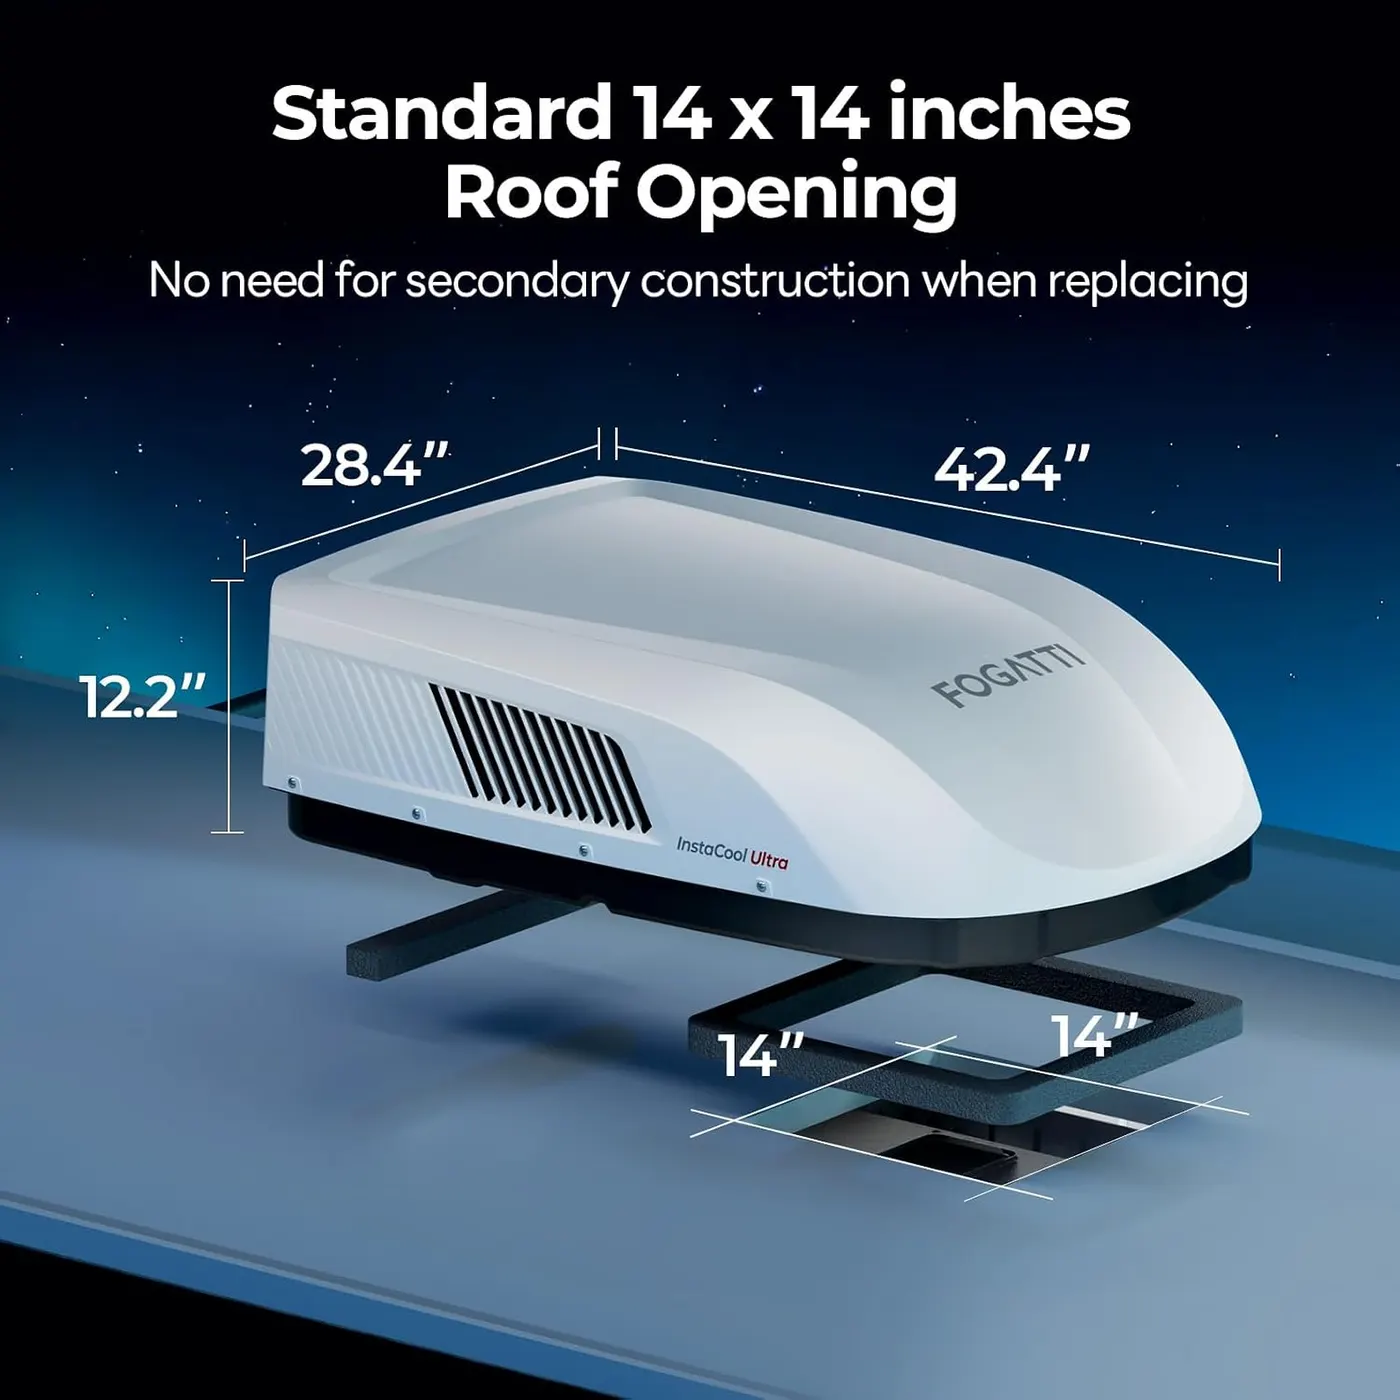 Standard 14 x 14 inches
Roof Opening
No need for secondary construction when replacing
28.4"
42.4"
12.2"
FOGATTI
InstaCool Ultra
14"
14"